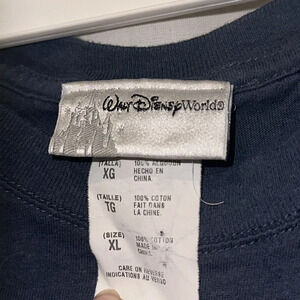 Walt Disney World®
(TALLA) 100% ALGODON
XG HECHO EN
CHINA
(TAILLE) 100% COTON
TG FAIT DANS
LA CHINE.
(SIZE) 100% COTTON
XL MADE IN
CHINA
CARE ON REVERSE
INDICATIONS AU VERSO